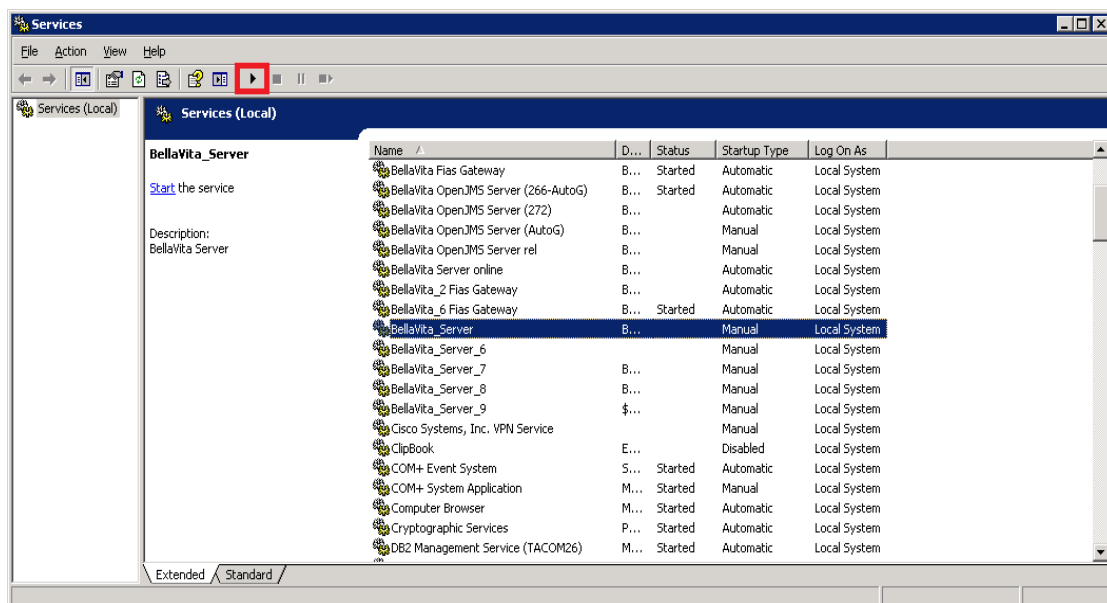 Services
File Action View Help
Services (Local)
Services (Local)
BellaVita_Server
Start the service
Description:
BellaVita Server
Name D... Status Startup Type Log On As
BellaVita Fias Gateway B... Started Automatic Local System
BellaVita OpenJMS Server (266-AutoG) B... Started Automatic Local System
BellaVita OpenJMS Server (272) B... Automatic Local System
BellaVita OpenJMS Server (AutoG) B... Manual Local System
BellaVita OpenJMS Server rel B... Manual Local System
BellaVita Server online B... Automatic Local System
BellaVita_2 Fias Gateway B... Automatic Local System
BellaVita_6 Fias Gateway B... Started Automatic Local System
BellaVita_Server B... Manual Local System
BellaVita_Server_6 Manual Local System
BellaVita_Server_7 B... Manual Local System
BellaVita_Server_8 B... Manual Local System
BellaVita_Server_9 $... Manual Local System
Cisco Systems, Inc. VPN Service Manual Local System
ClipBook E... Disabled Local System
COM+ Event System S... Started Automatic Local System
COM+ System Application M... Started Manual Local System
Computer Browser M... Started Automatic Local System
Cryptographic Services P... Started Automatic Local System
DB2 Management Service (TACOM26) M... Started Automatic Local System
Extended Standard